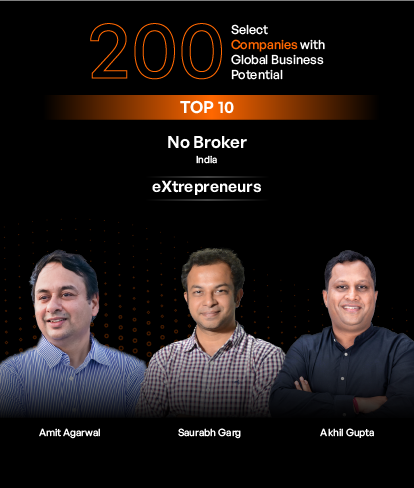 200
Select
Companies with
Global Business
Potential
TOP 10
No Broker
India
eXtrepreneurs
Amit Agarwal
Saurabh Garg
Akhil Gupta